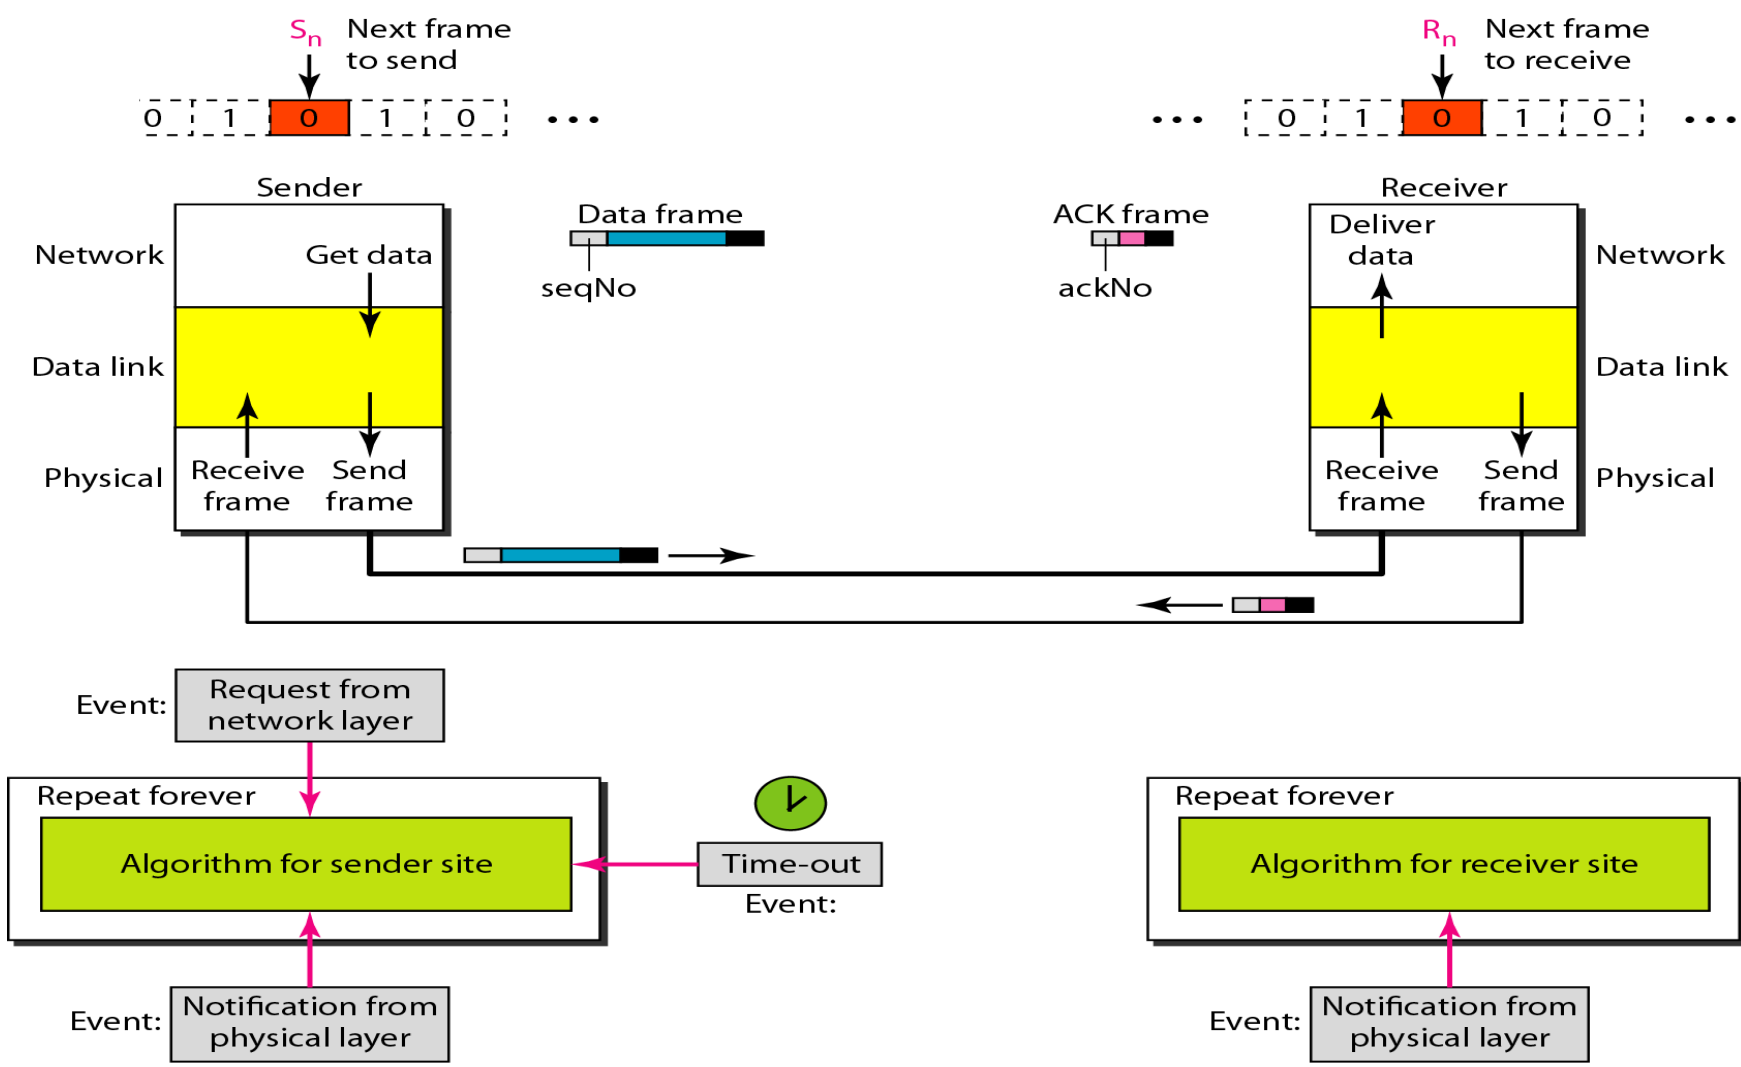 Sn Next frame
to send
Rn Next frame
to receive
0 1 0 1 0 ...
... 0 1 0 1 0 ...
Sender
Receiver
Data frame
seqNo
ACK frame
ackNo
Network
Get data
Deliver
data
Network
Data link
Data link
Physical
Receive
frame
Send
frame
Receive
frame
Send
frame
Physical
Event:
Request from
network layer
Repeat forever
Algorithm for sender site
Time-out
Event:
Repeat forever
Algorithm for receiver site
Event:
Notification from
physical layer
Event:
Notification from
physical layer